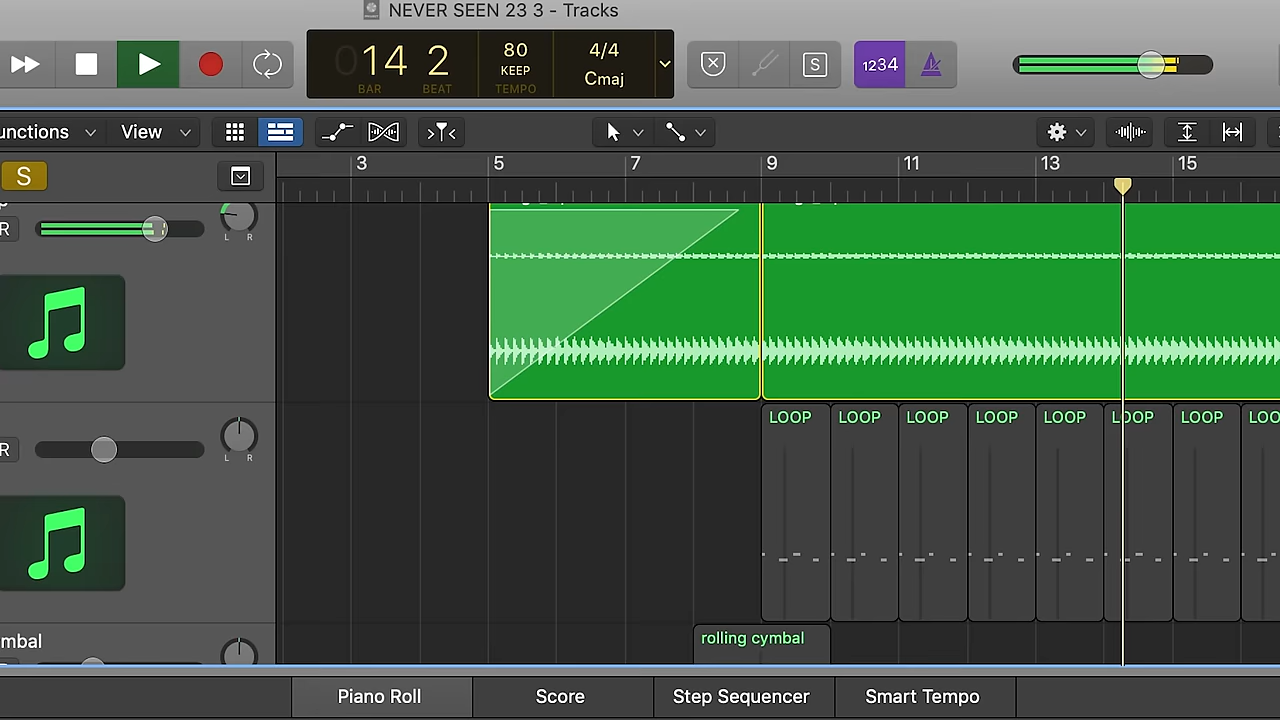 NEVER SEEN 23 3 - Tracks
014 2 80 KEEP 4/4 Cmaj
BAR BEAT TEMPO
S 1234
unctions View
3 5 7 9 11 13 15
S
R
L R
LOOP LOOP LOOP LOOP LOOP LOOP LOOP LOO
R
L R
mbal
rolling cymbal
Piano Roll Score Step Sequencer Smart Tempo